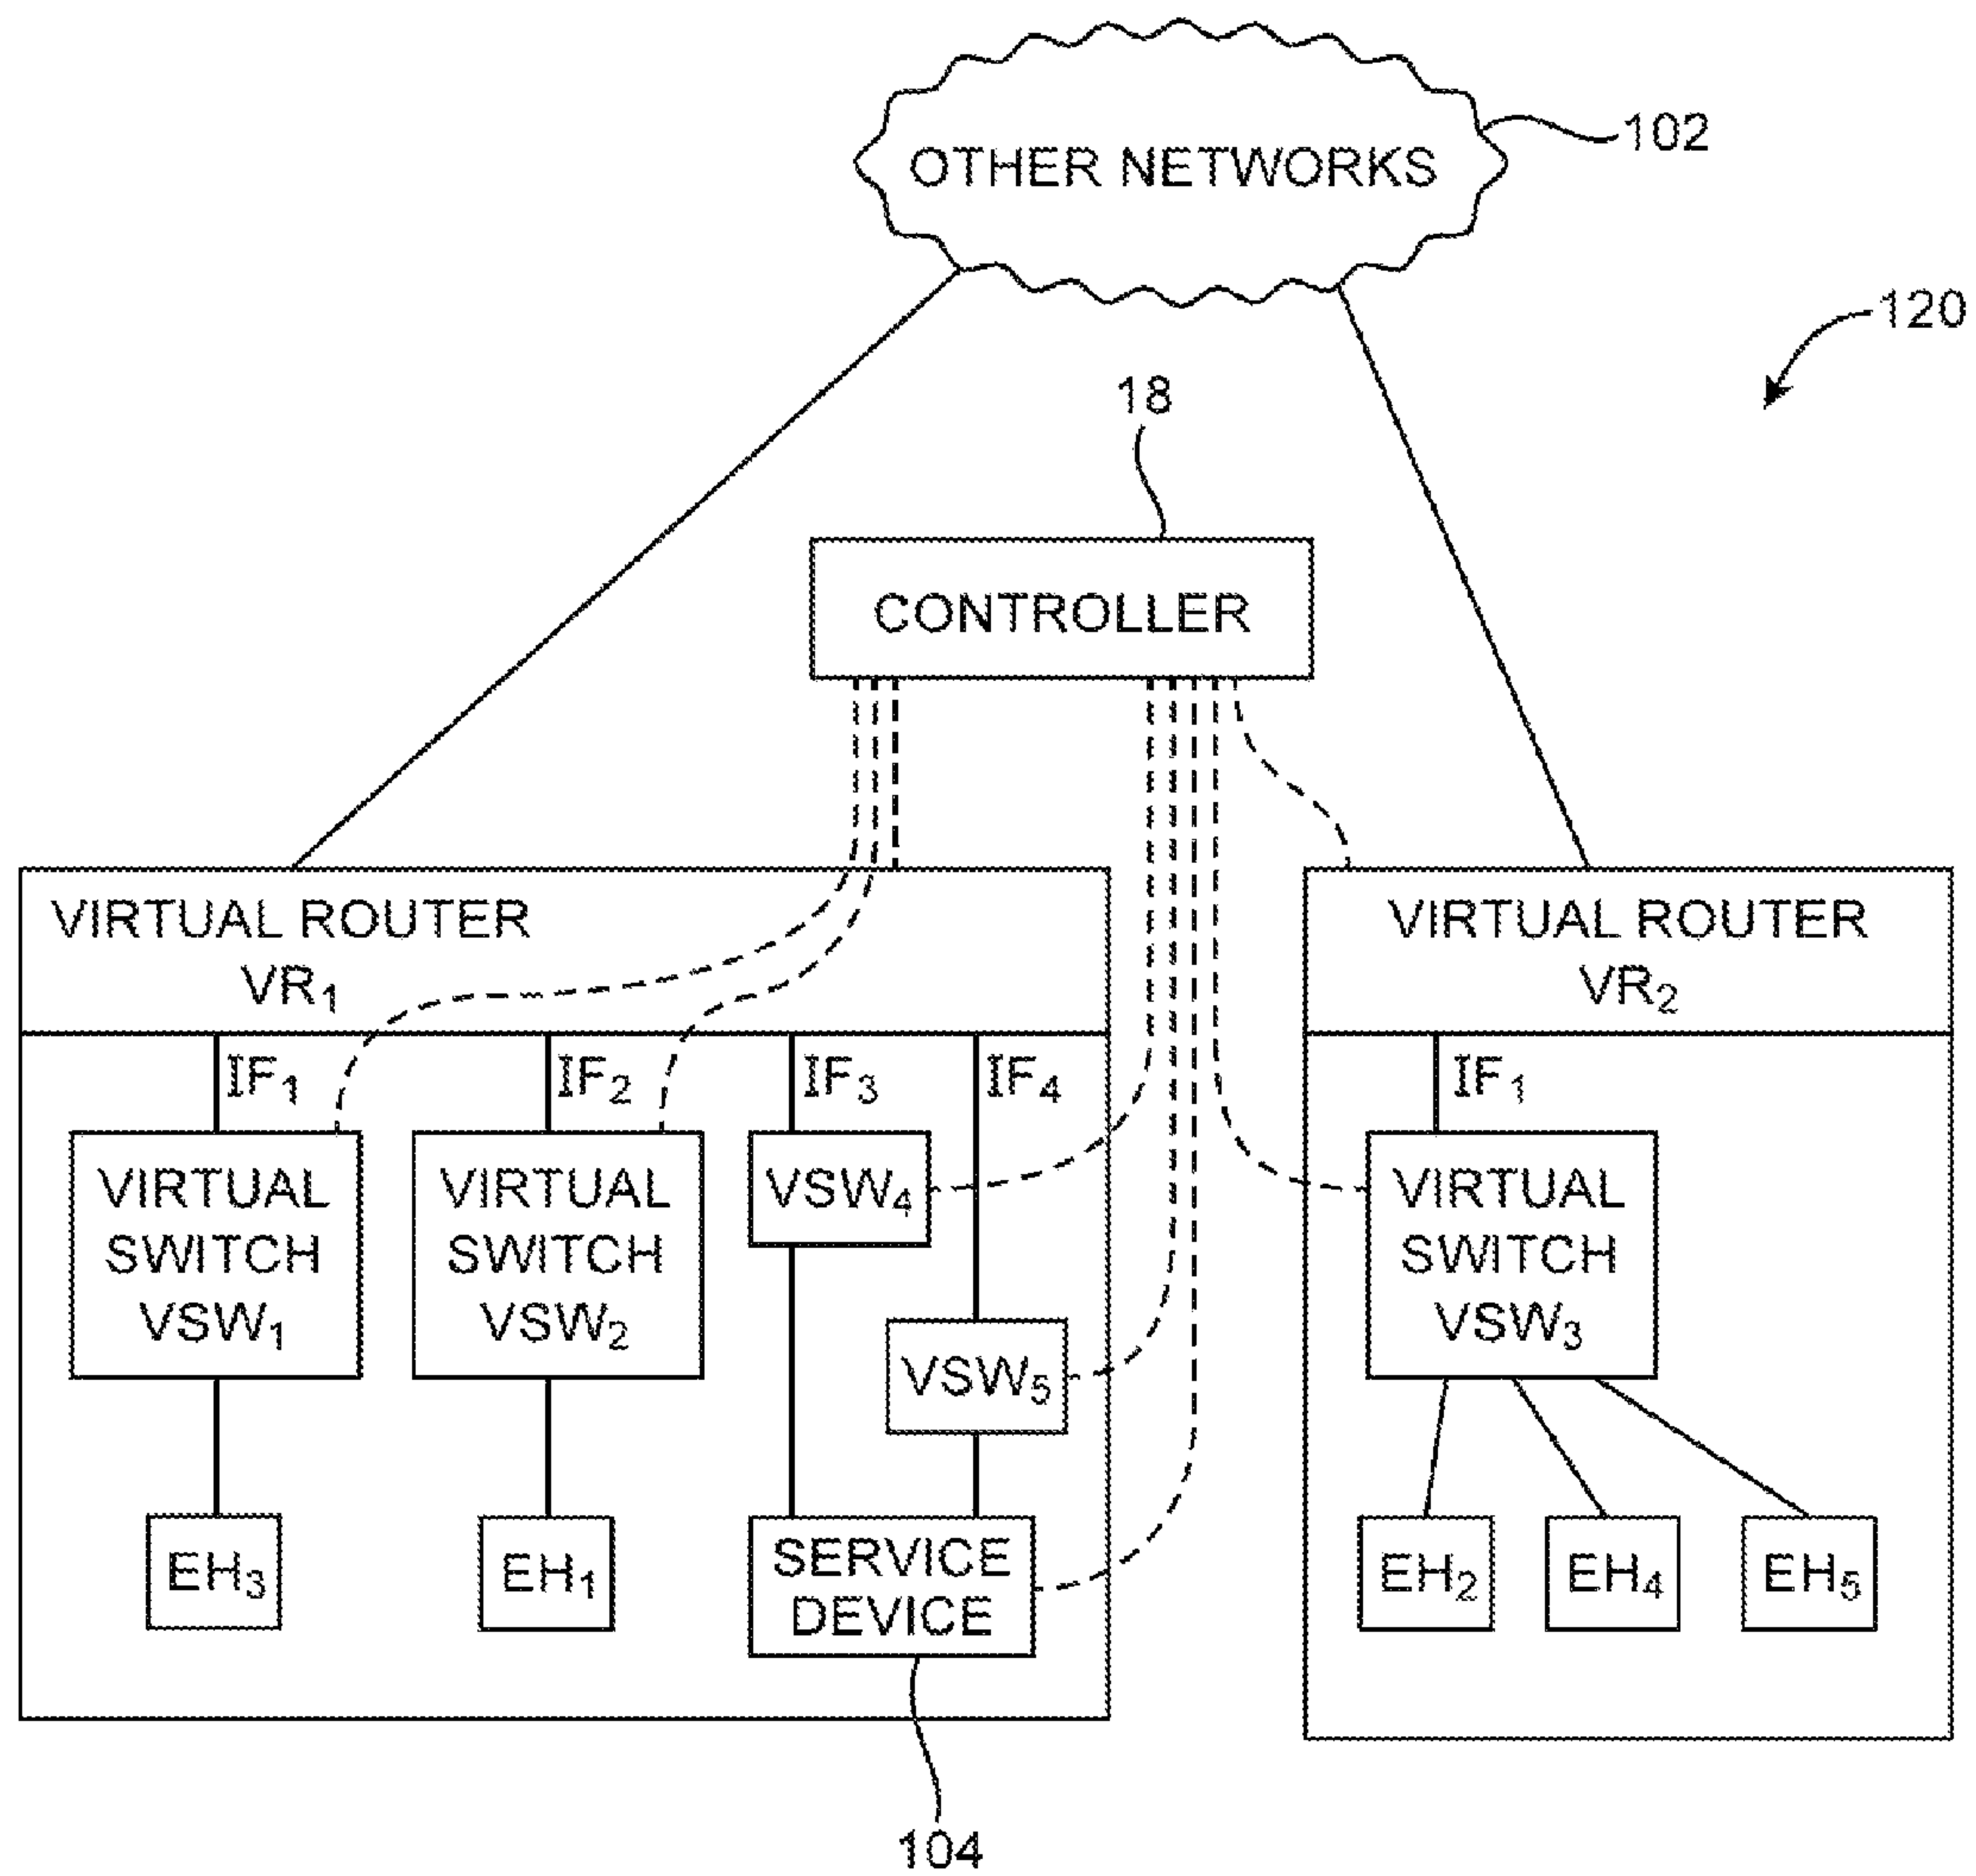 OTHER NETWORKS
102
120
18
CONTROLLER
VIRTUAL ROUTER
VR₁
VIRTUAL ROUTER
VR₂
IF₁
IF₂
IF₃
IF₄
IF₁
VIRTUAL
SWITCH
VSW₁
VIRTUAL
SWITCH
VSW₂
VSW₄
VSW₅
VIRTUAL
SWITCH
VSW₃
EH₃
EH₁
SERVICE
DEVICE
EH₂
EH₄
EH₅
104